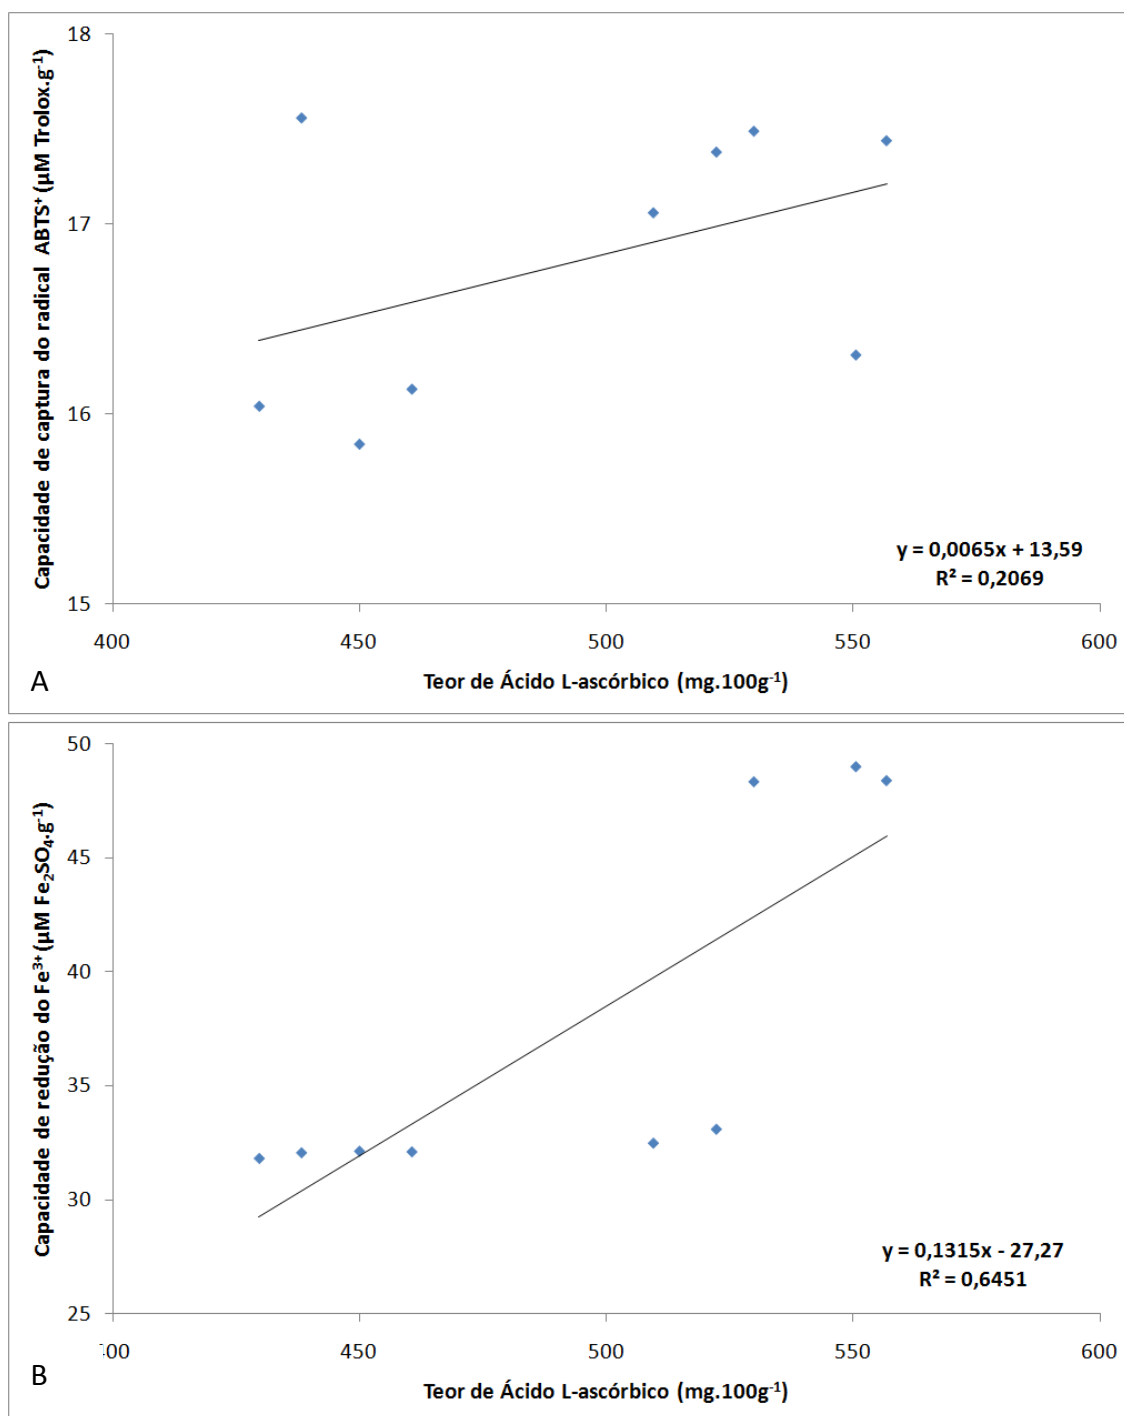 Capacidade de captura do radical ABTS⁺ (µM Trolox.g⁻¹)
18
17
16
15
400 450 500 550 600
y = 0,0065x + 13,59
R² = 0,2069
Teor de Ácido L-ascórbico (mg.100g⁻¹)
A
Capacidade de redução do Fe³⁺ (µM Fe₂SO₄.g⁻¹)
50
45
40
35
30
25
:00 450 500 550 600
y = 0,1315x - 27,27
R² = 0,6451
Teor de Ácido L-ascórbico (mg.100g⁻¹)
B